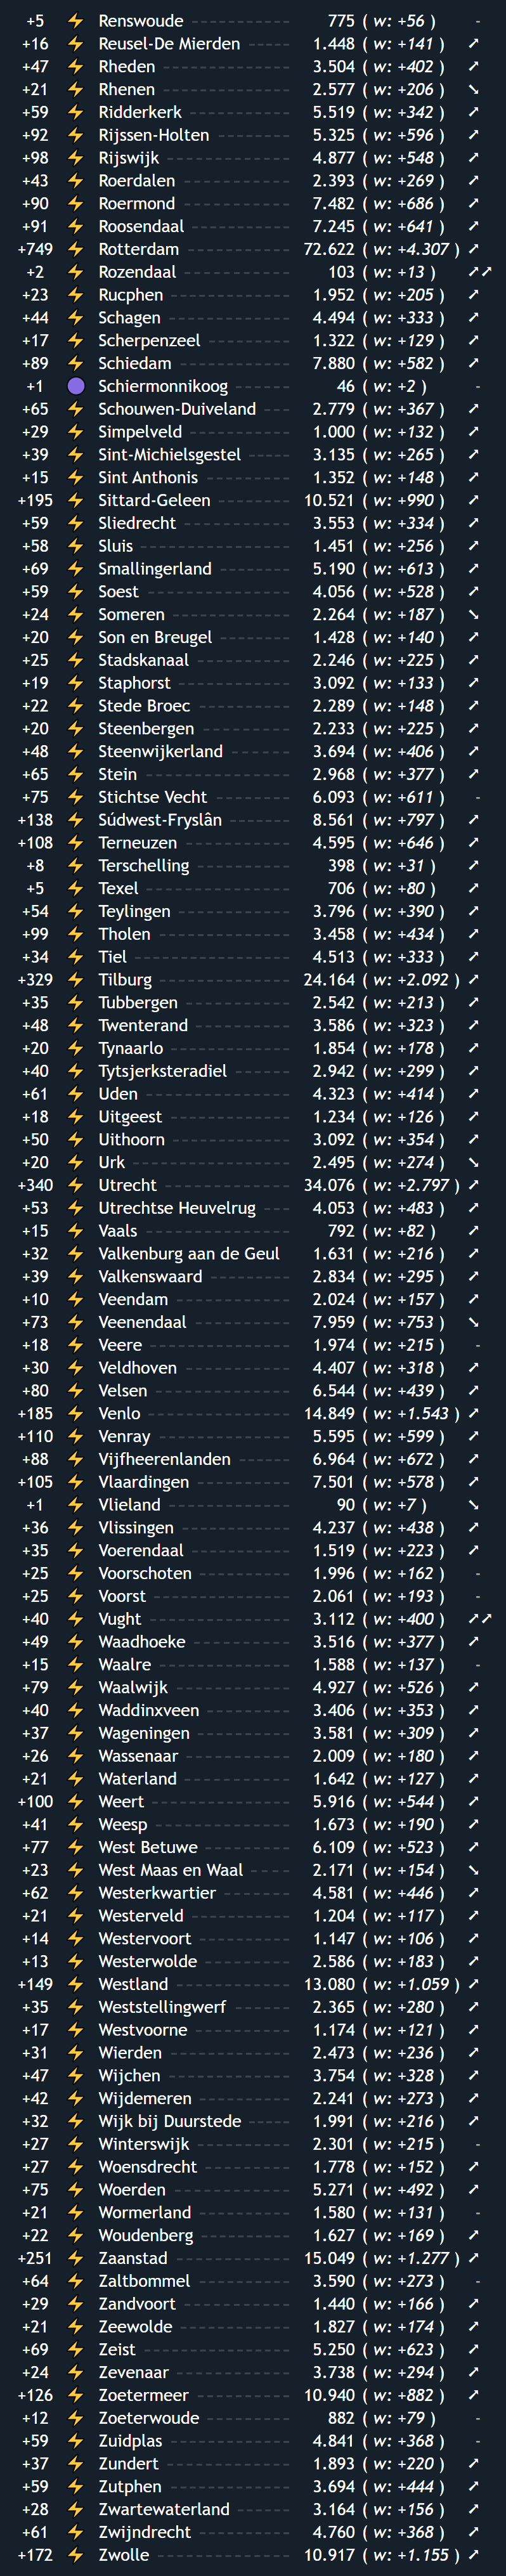 +5 ⚡ Renswoude 775 ( w: +56 ) -
+16 ⚡ Reusel-De Mierden 1.448 ( w: +141 ) ↗
+47 ⚡ Rheden 3.504 ( w: +402 ) ↗
+21 ⚡ Rhenen 2.577 ( w: +206 ) ↘
+59 ⚡ Ridderkerk 5.519 ( w: +342 ) ↗
+92 ⚡ Rijssen-Holten 5.325 ( w: +596 ) ↗
+98 ⚡ Rijswijk 4.877 ( w: +548 ) ↗
+43 ⚡ Roerdalen 2.393 ( w: +269 ) ↗
+90 ⚡ Roermond 7.482 ( w: +686 ) ↗
+91 ⚡ Roosendaal 7.245 ( w: +641 ) ↗
+749 ⚡ Rotterdam 72.622 ( w: +4.307 ) ↗
+2 ⚡ Rozendaal 103 ( w: +13 ) ↗↗
+23 ⚡ Rucphen 1.952 ( w: +205 ) ↗
+44 ⚡ Schagen 4.494 ( w: +333 ) ↗
+17 ⚡ Scherpenzeel 1.322 ( w: +129 ) ↗
+89 ⚡ Schiedam 7.880 ( w: +582 ) ↗
+1 🟣 Schiermonnikoog 46 ( w: +2 ) -
+65 ⚡ Schouwen-Duiveland 2.779 ( w: +367 ) ↗
+29 ⚡ Simpelveld 1.000 ( w: +132 ) ↗
+39 ⚡ Sint-Michielsgestel 3.135 ( w: +265 ) ↗
+15 ⚡ Sint Anthonis 1.352 ( w: +148 ) ↗
+195 ⚡ Sittard-Geleen 10.521 ( w: +990 ) ↗
+59 ⚡ Sliedrecht 3.553 ( w: +334 ) ↗
+58 ⚡ Sluis 1.451 ( w: +256 ) ↗
+69 ⚡ Smallingerland 5.190 ( w: +613 ) ↗
+59 ⚡ Soest 4.056 ( w: +528 ) ↗
+24 ⚡ Someren 2.264 ( w: +187 ) ↘
+20 ⚡ Son en Breugel 1.428 ( w: +140 ) ↗
+25 ⚡ Stadskanaal 2.246 ( w: +225 ) ↗
+19 ⚡ Staphorst 3.092 ( w: +133 ) ↗
+22 ⚡ Stede Broec 2.289 ( w: +148 ) ↗
+20 ⚡ Steenbergen 2.233 ( w: +225 ) ↗
+48 ⚡ Steenwijkerland 3.694 ( w: +406 ) ↗
+65 ⚡ Stein 2.968 ( w: +377 ) ↗
+75 ⚡ Stichtse Vecht 6.093 ( w: +611 ) -
+138 ⚡ Súdwest-Fryslân 8.561 ( w: +797 ) ↗
+108 ⚡ Terneuzen 4.595 ( w: +646 ) ↗
+8 ⚡ Terschelling 398 ( w: +31 ) ↗
+5 ⚡ Texel 706 ( w: +80 ) ↗
+54 ⚡ Teylingen 3.796 ( w: +390 ) ↗
+99 ⚡ Tholen 3.458 ( w: +434 ) ↗
+34 ⚡ Tiel 4.513 ( w: +333 ) ↗
+329 ⚡ Tilburg 24.164 ( w: +2.092 ) ↗
+35 ⚡ Tubbergen 2.542 ( w: +213 ) ↗
+48 ⚡ Twenterand 3.586 ( w: +323 ) ↗
+20 ⚡ Tynaarlo 1.854 ( w: +178 ) ↗
+40 ⚡ Tytsjerksteradiel 2.942 ( w: +299 ) ↗
+61 ⚡ Uden 4.323 ( w: +414 ) ↗
+18 ⚡ Uitgeest 1.234 ( w: +126 ) ↗
+50 ⚡ Uithoorn 3.092 ( w: +354 ) ↗
+20 ⚡ Urk 2.495 ( w: +274 ) ↘
+340 ⚡ Utrecht 34.076 ( w: +2.797 ) ↗
+53 ⚡ Utrechtse Heuvelrug 4.053 ( w: +483 ) ↗
+15 ⚡ Vaals 792 ( w: +82 ) ↗
+32 ⚡ Valkenburg aan de Geul 1.631 ( w: +216 ) ↗
+39 ⚡ Valkenswaard 2.834 ( w: +295 ) ↗
+10 ⚡ Veendam 2.024 ( w: +157 ) ↗
+73 ⚡ Veenendaal 7.959 ( w: +753 ) ↘
+18 ⚡ Veere 1.974 ( w: +215 ) -
+30 ⚡ Veldhoven 4.407 ( w: +318 ) ↗
+80 ⚡ Velsen 6.544 ( w: +439 ) ↗
+185 ⚡ Venlo 14.849 ( w: +1.543 ) ↗
+110 ⚡ Venray 5.595 ( w: +599 ) ↗
+88 ⚡ Vijfheerenlanden 6.964 ( w: +672 ) ↗
+105 ⚡ Vlaardingen 7.501 ( w: +578 ) ↗
+1 ⚡ Vlieland 90 ( w: +7 ) ↘
+36 ⚡ Vlissingen 4.237 ( w: +438 ) ↗
+35 ⚡ Voerendaal 1.519 ( w: +223 ) ↗
+25 ⚡ Voorschoten 1.996 ( w: +162 ) -
+25 ⚡ Voorst 2.061 ( w: +193 ) -
+40 ⚡ Vught 3.112 ( w: +400 ) ↗↗
+49 ⚡ Waadhoeke 3.516 ( w: +377 ) ↗
+15 ⚡ Waalre 1.588 ( w: +137 ) -
+79 ⚡ Waalwijk 4.927 ( w: +526 ) ↗
+40 ⚡ Waddinxveen 3.406 ( w: +353 ) ↗
+37 ⚡ Wageningen 3.581 ( w: +309 ) ↗
+26 ⚡ Wassenaar 2.009 ( w: +180 ) ↗
+21 ⚡ Waterland 1.642 ( w: +127 ) ↗
+100 ⚡ Weert 5.916 ( w: +544 ) ↗
+41 ⚡ Weesp 1.673 ( w: +190 ) ↗
+77 ⚡ West Betuwe 6.109 ( w: +523 ) ↗
+23 ⚡ West Maas en Waal 2.171 ( w: +154 ) ↘
+62 ⚡ Westerkwartier 4.581 ( w: +446 ) ↗
+21 ⚡ Westerveld 1.204 ( w: +117 ) ↗
+14 ⚡ Westervoort 1.147 ( w: +106 ) ↗
+13 ⚡ Westerwolde 2.586 ( w: +183 ) ↗
+149 ⚡ Westland 13.080 ( w: +1.059 ) ↗
+35 ⚡ Weststellingwerf 2.365 ( w: +280 ) ↗
+17 ⚡ Westvoorne 1.174 ( w: +121 ) ↗
+31 ⚡ Wierden 2.473 ( w: +236 ) ↗
+47 ⚡ Wijchen 3.754 ( w: +328 ) ↗
+42 ⚡ Wijdemeren 2.241 ( w: +273 ) ↗
+32 ⚡ Wijk bij Duurstede 1.991 ( w: +216 ) ↗
+27 ⚡ Winterswijk 2.301 ( w: +215 ) -
+27 ⚡ Woensdrecht 1.778 ( w: +152 ) ↗
+75 ⚡ Woerden 5.271 ( w: +492 ) ↗
+21 ⚡ Wormerland 1.580 ( w: +131 ) -
+22 ⚡ Woudenberg 1.627 ( w: +169 ) ↗
+251 ⚡ Zaanstad 15.049 ( w: +1.277 ) ↗
+64 ⚡ Zaltbommel 3.590 ( w: +273 ) -
+29 ⚡ Zandvoort 1.440 ( w: +166 ) ↗
+21 ⚡ Zeewolde 1.827 ( w: +174 ) ↗
+69 ⚡ Zeist 5.250 ( w: +623 ) ↗
+24 ⚡ Zevenaar 3.738 ( w: +294 ) ↗
+126 ⚡ Zoetermeer 10.940 ( w: +882 ) ↗
+12 ⚡ Zoeterwoude 882 ( w: +79 ) -
+59 ⚡ Zuidplas 4.841 ( w: +368 ) -
+37 ⚡ Zundert 1.893 ( w: +220 ) ↗
+59 ⚡ Zutphen 3.694 ( w: +444 ) ↗
+28 ⚡ Zwartewaterland 3.164 ( w: +156 ) ↗
+61 ⚡ Zwijndrecht 4.760 ( w: +368 ) ↗
+172 ⚡ Zwolle 10.917 ( w: +1.155 ) ↗